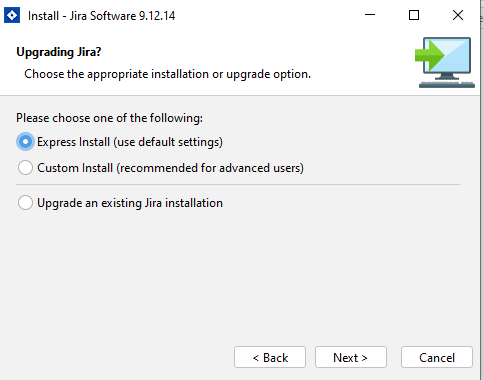 Install - Jira Software 9.12.14
Upgrading Jira?
Choose the appropriate installation or upgrade option.
Please choose one of the following:
Express Install (use default settings)
Custom Install (recommended for advanced users)
Upgrade an existing Jira installation
< Back Next > Cancel